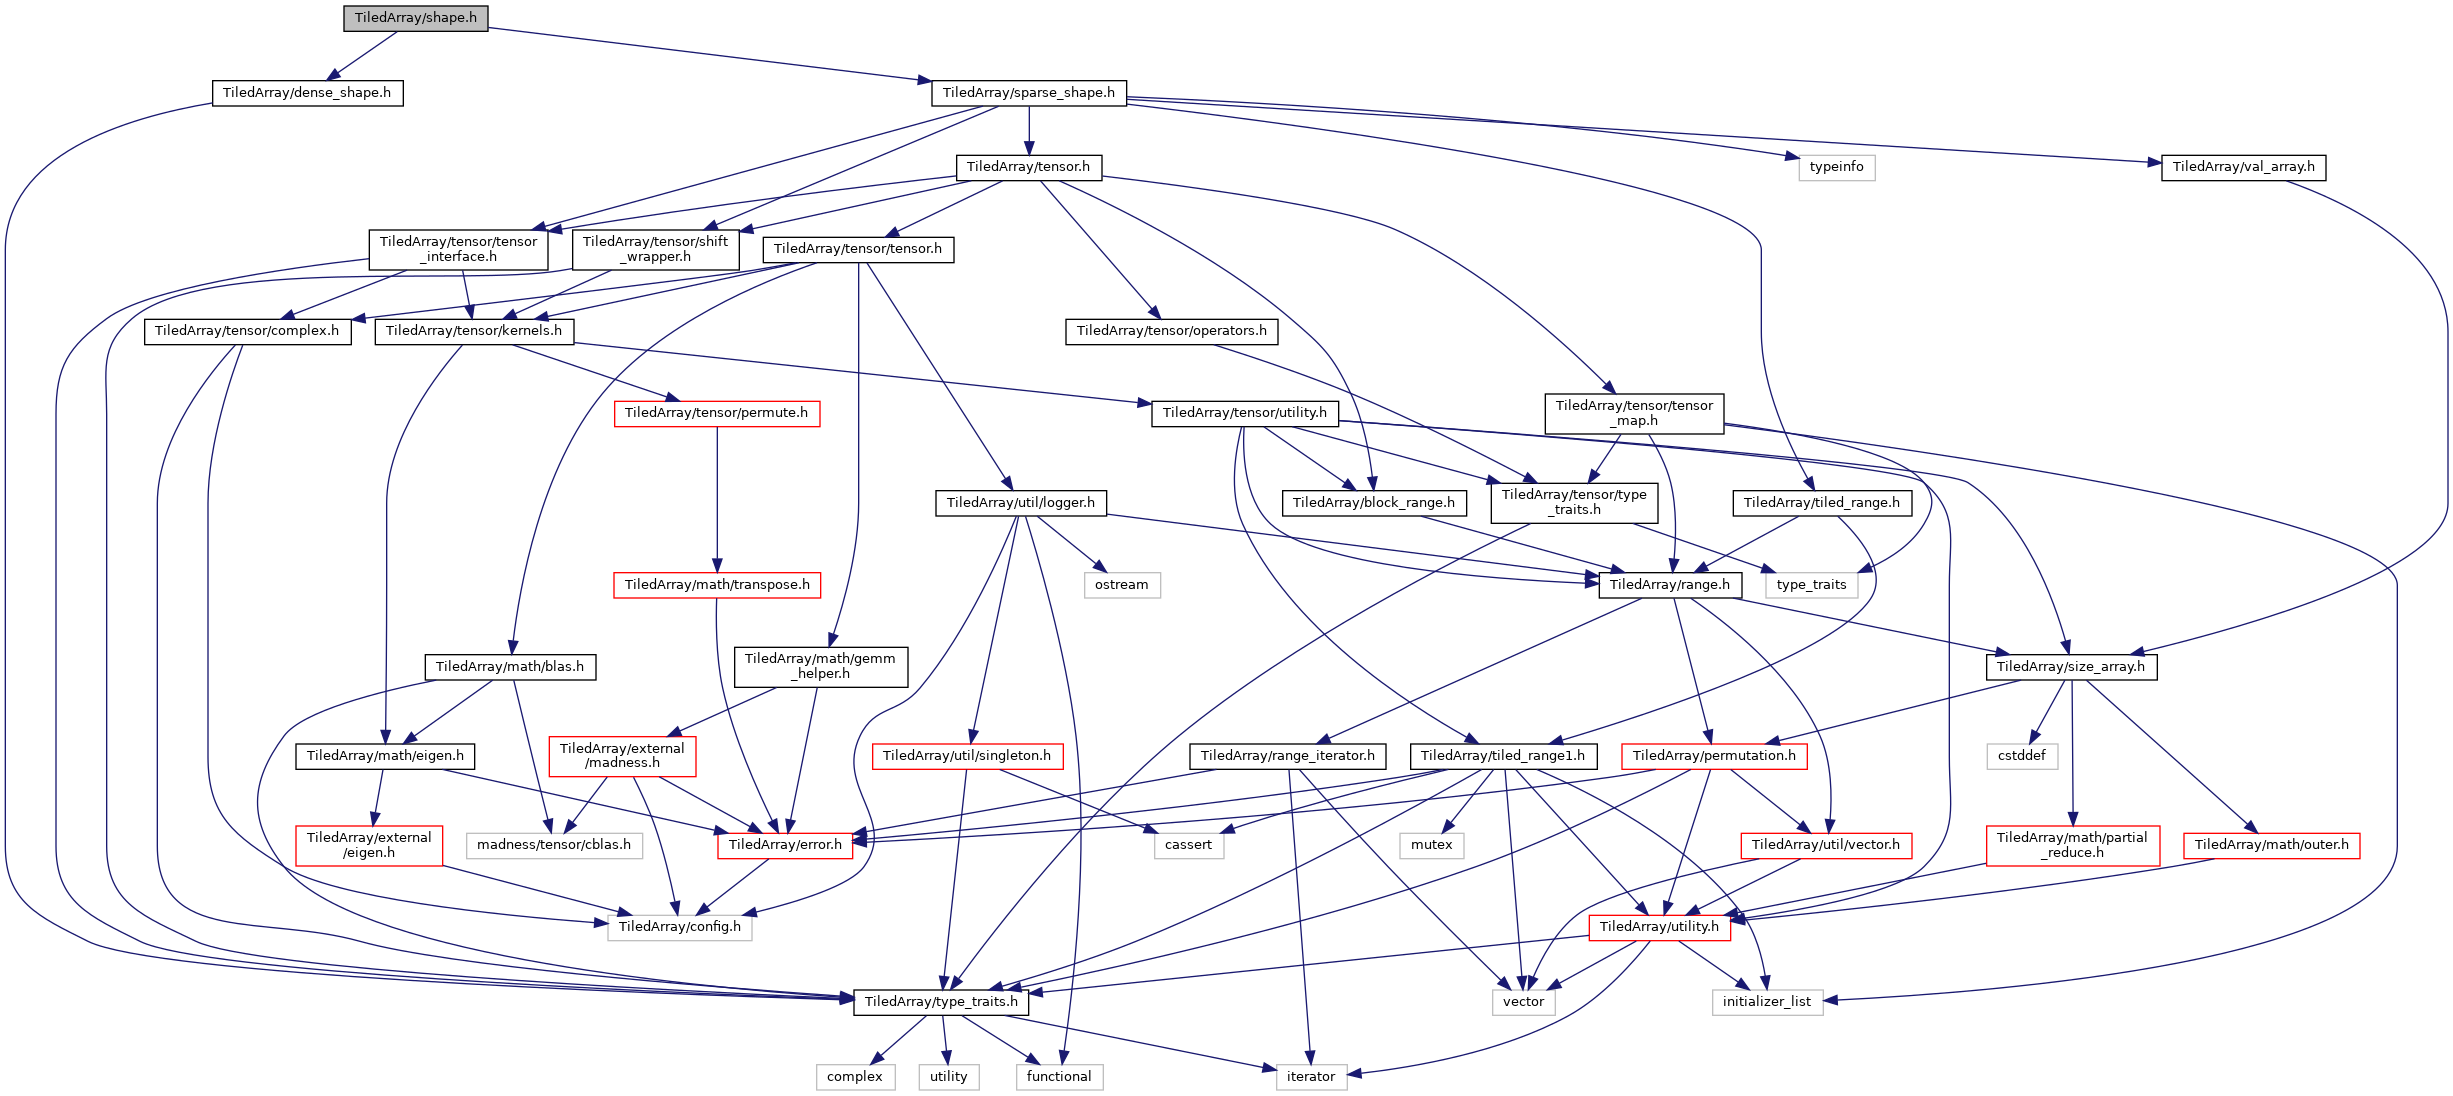 TiledArray/shape.h
TiledArray/dense_shape.h
TiledArray/sparse_shape.h
TiledArray/tensor.h
typeinfo
TiledArray/val_array.h
TiledArray/tensor/tensor
_interface.h
TiledArray/tensor/shift
_wrapper.h
TiledArray/tensor/tensor.h
TiledArray/tensor/complex.h
TiledArray/tensor/kernels.h
TiledArray/tensor/operators.h
TiledArray/tensor/permute.h
TiledArray/tensor/utility.h
TiledArray/tensor/tensor
_map.h
TiledArray/util/logger.h
TiledArray/block_range.h
TiledArray/tensor/type
_traits.h
TiledArray/tiled_range.h
TiledArray/math/transpose.h
ostream
TiledArray/range.h
type_traits
TiledArray/math/blas.h
TiledArray/math/gemm
_helper.h
TiledArray/size_array.h
TiledArray/math/eigen.h
TiledArray/external
/madness.h
TiledArray/util/singleton.h
TiledArray/range_iterator.h
TiledArray/tiled_range1.h
TiledArray/permutation.h
cstddef
TiledArray/external
/eigen.h
madness/tensor/cblas.h
TiledArray/error.h
cassert
mutex
TiledArray/util/vector.h
TiledArray/math/partial
_reduce.h
TiledArray/math/outer.h
TiledArray/config.h
TiledArray/utility.h
TiledArray/type_traits.h
vector
initializer_list
complex
utility
functional
iterator